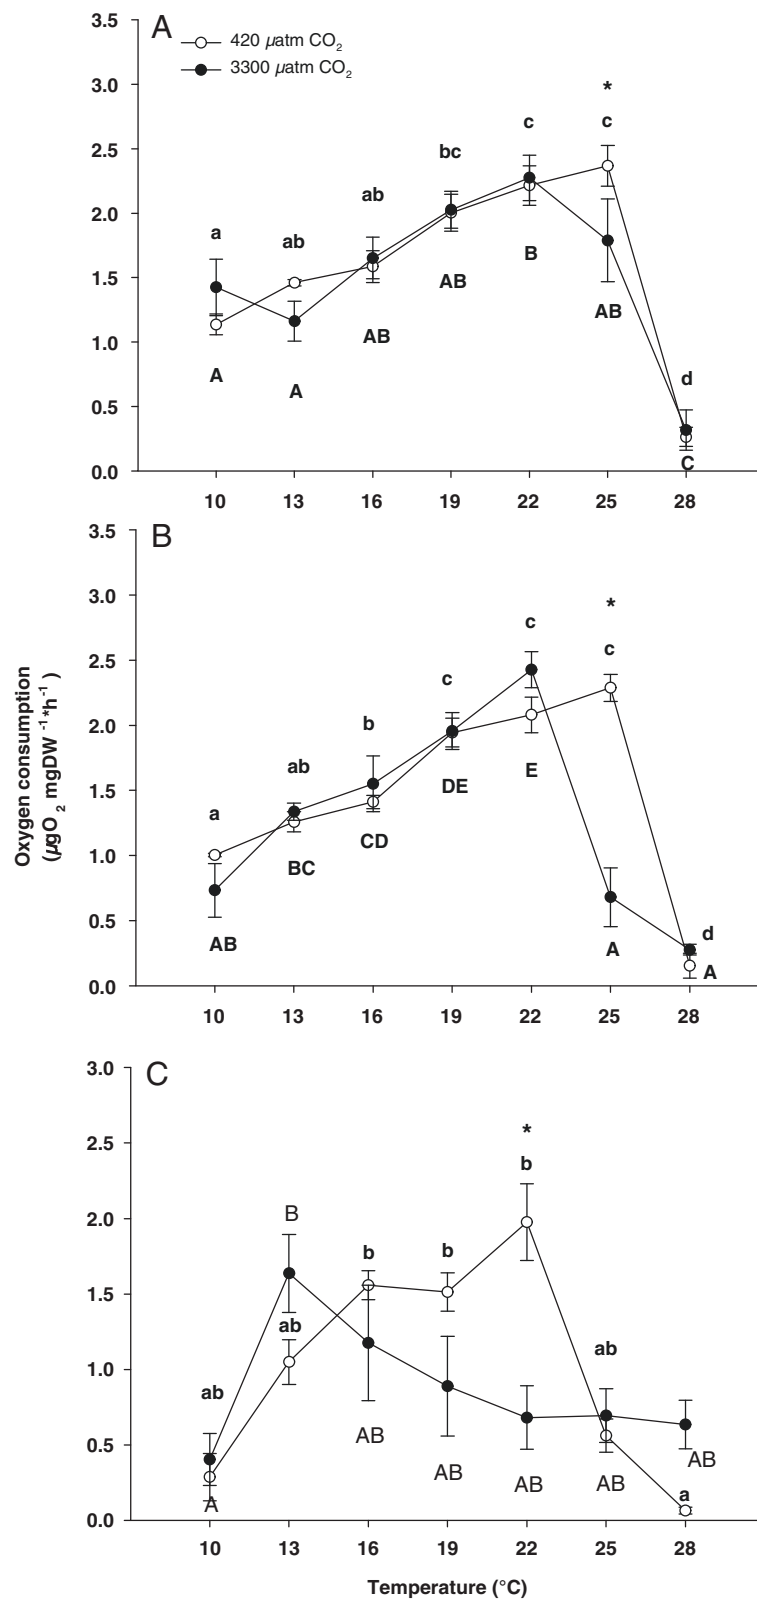 A
420 µatm CO2
3300 µatm CO2
3.5
3.0
2.5
2.0
1.5
1.0
0.5
0.0
*
c
c
bc
ab
ab
a
B
AB
AB
AB
A
A
d
C
10 13 16 19 22 25 28
B
3.5
3.0
2.5
2.0
1.5
1.0
0.5
0.0
*
c
c
c
b
ab
a
E
DE
CD
BC
AB
A
d
A
10 13 16 19 22 25 28
Oxygen consumption
(µgO2 mgDW-1*h-1)
C
3.0
2.5
2.0
1.5
1.0
0.5
0.0
*
b
B
b
b
ab
ab
ab
AB
AB
AB
AB
AB
A
a
10 13 16 19 22 25 28
Temperature (°C)